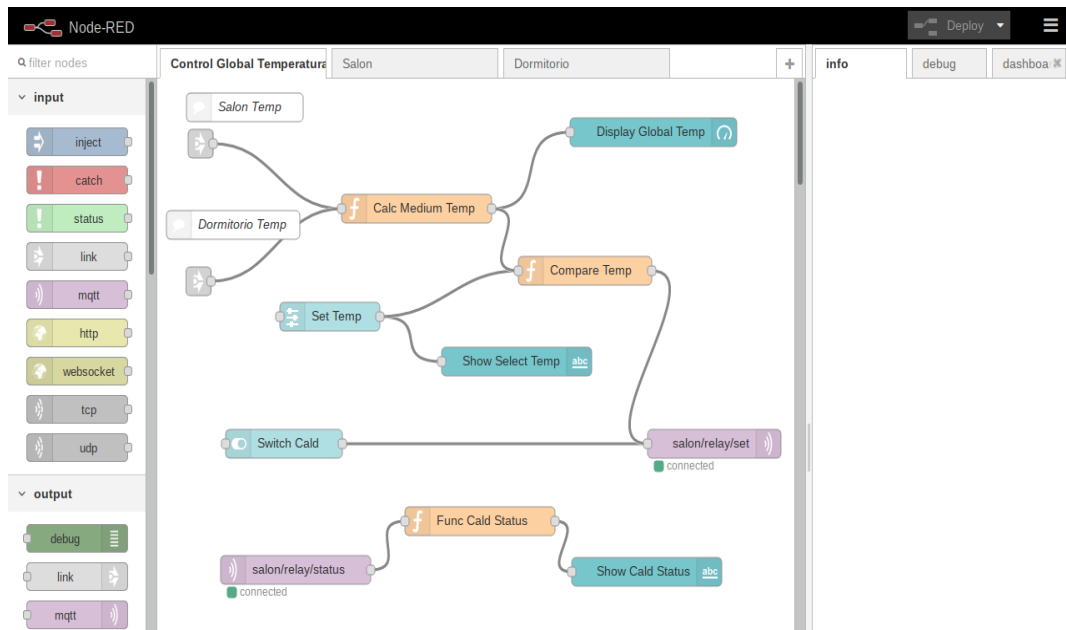 Node-RED
Deploy
filter nodes
Control Global Temperatura
Salon
Dormitorio
+
info
debug
dashboa
input
inject
catch
status
link
mqtt
http
websocket
tcp
udp
output
debug
link
mqtt
Salon Temp
Display Global Temp
Calc Medium Temp
Dormitorio Temp
Compare Temp
Set Temp
Show Select Temp
abc
Switch Cald
salon/relay/set
connected
Func Cald Status
salon/relay/status
connected
Show Cald Status
abc